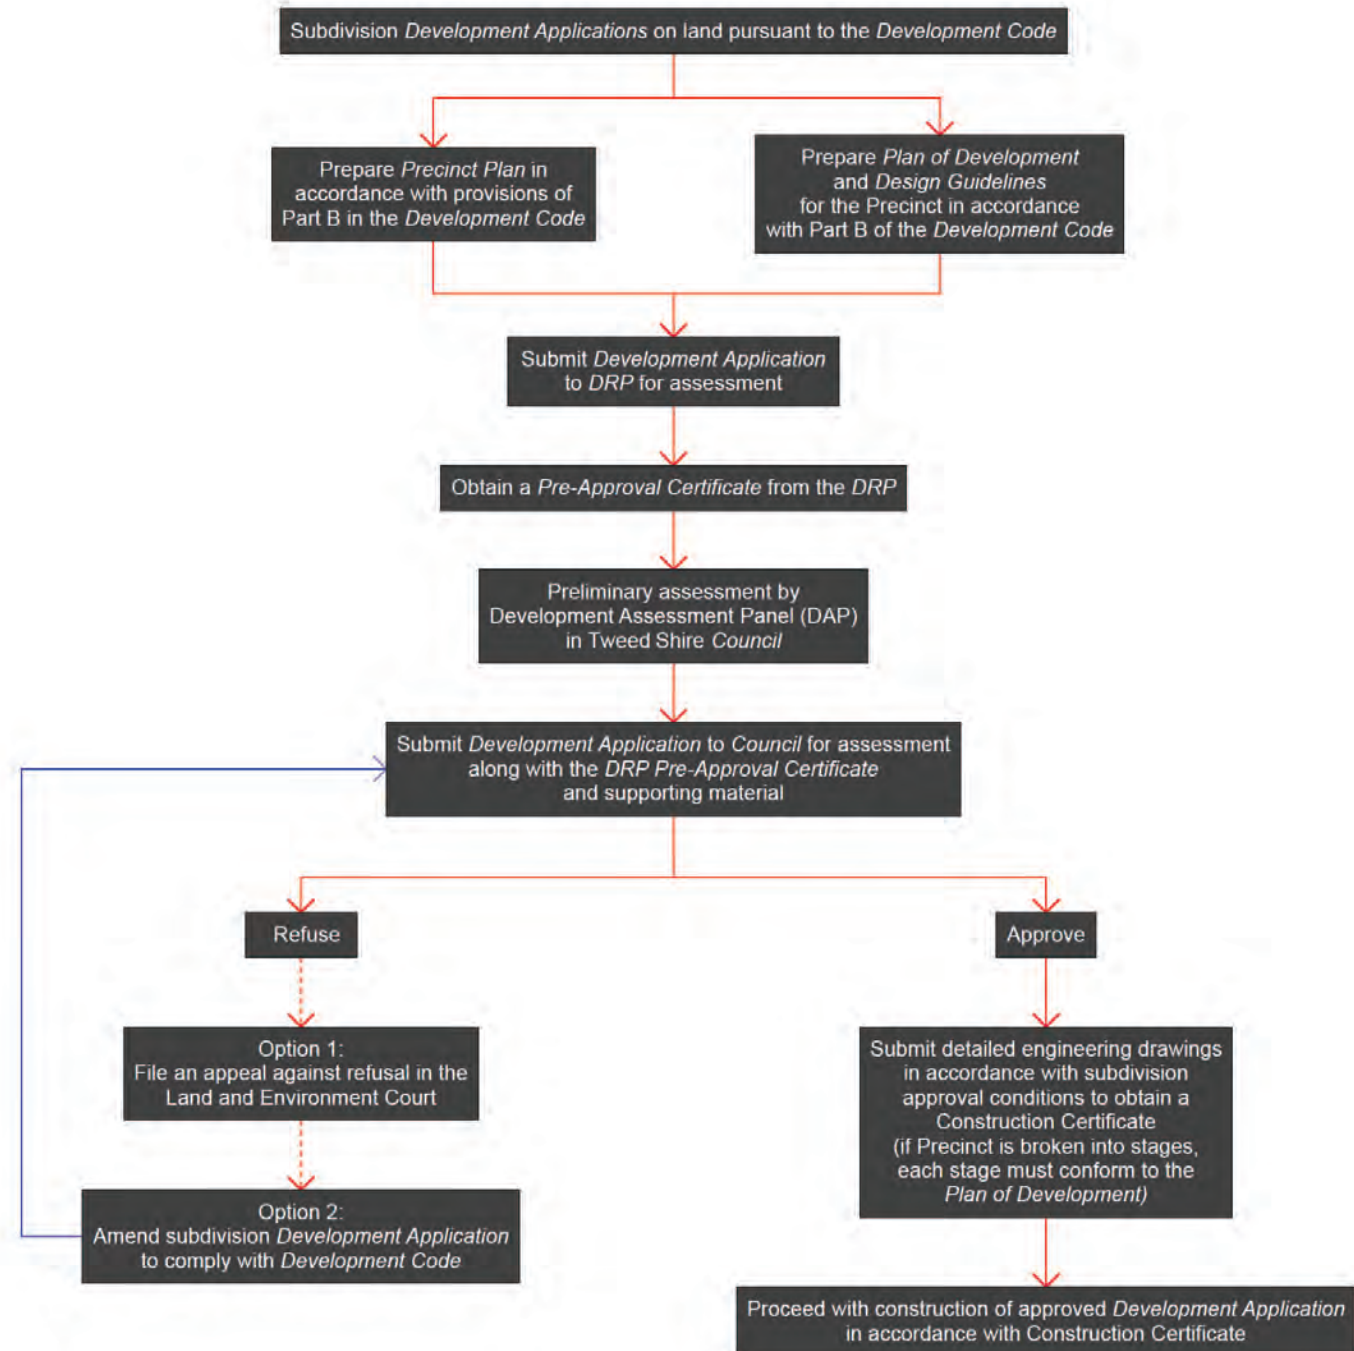 Subdivision Development Applications on land pursuant to the Development Code
Prepare Precinct Plan in
accordance with provisions of
Part B in the Development Code
Prepare Plan of Development
and Design Guidelines
for the Precinct in accordance
with Part B of the Development Code
Submit Development Application
to DRP for assessment
Obtain a Pre-Approval Certificate from the DRP
Preliminary assessment by
Development Assessment Panel (DAP)
in Tweed Shire Council
Submit Development Application to Council for assessment
along with the DRP Pre-Approval Certificate
and supporting material
Refuse
Approve
Option 1:
File an appeal against refusal in the
Land and Environment Court
Option 2:
Amend subdivision Development Application
to comply with Development Code
Submit detailed engineering drawings
in accordance with subdivision
approval conditions to obtain a
Construction Certificate
(if Precinct is broken into stages,
each stage must conform to the
Plan of Development)
Proceed with construction of approved Development Application
in accordance with Construction Certificate